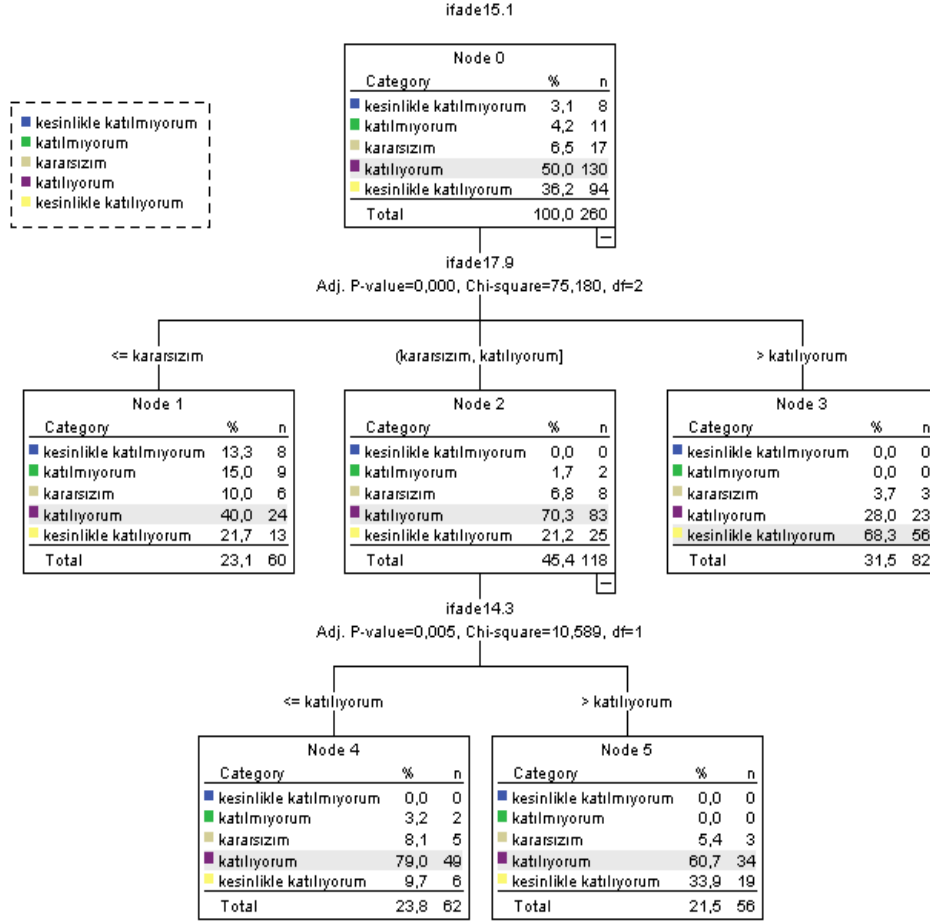 ifade15.1
Node 0
Category % n
kesinlikle katılmıyorum 3,1 8
katılmıyorum 4,2 11
kararsızım 6,5 17
katılıyorum 50,0 130
kesinlikle katılıyorum 36,2 94
Total 100,0 260
kesinlikle katılmıyorum
katılmıyorum
kararsızım
katılıyorum
kesinlikle katılıyorum
ifade17.9
Adj. P-value=0,000, Chi-square=75,180, df=2
<= kararsızım
(kararsızım, katılıyorum]
> katılıyorum
Node 1
Category % n
kesinlikle katılmıyorum 13,3 8
katılmıyorum 15,0 9
kararsızım 10,0 6
katılıyorum 40,0 24
kesinlikle katılıyorum 21,7 13
Total 23,1 60
Node 2
Category % n
kesinlikle katılmıyorum 0,0 0
katılmıyorum 1,7 2
kararsızım 6,8 8
katılıyorum 70,3 83
kesinlikle katılıyorum 21,2 25
Total 45,4 118
Node 3
Category % n
kesinlikle katılmıyorum 0,0 0
katılmıyorum 0,0 0
kararsızım 3,7 3
katılıyorum 28,0 23
kesinlikle katılıyorum 68,3 56
Total 31,5 82
ifade14.3
Adj. P-value=0,005, Chi-square=10,589, df=1
<= katılıyorum
> katılıyorum
Node 4
Category % n
kesinlikle katılmıyorum 0,0 0
katılmıyorum 3,2 2
kararsızım 8,1 5
katılıyorum 79,0 49
kesinlikle katılıyorum 9,7 6
Total 23,8 62
Node 5
Category % n
kesinlikle katılmıyorum 0,0 0
katılmıyorum 0,0 0
kararsızım 5,4 3
katılıyorum 60,7 34
kesinlikle katılıyorum 33,9 19
Total 21,5 56